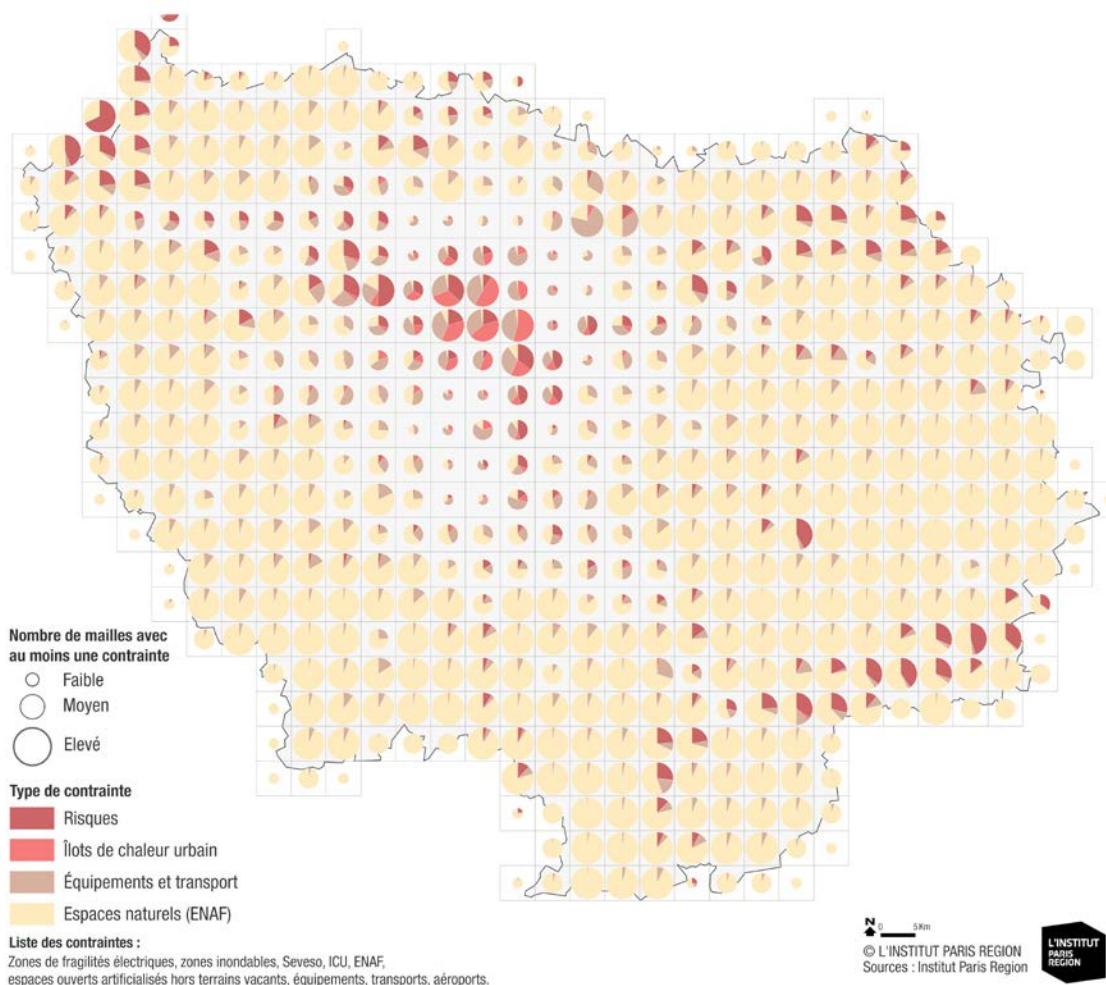 Nombre de mailles avec
au moins une contrainte
Faible
Moyen
Elevé
Type de contrainte
Risques
Îlots de chaleur urbain
Équipements et transport
Espaces naturels (ENAF)
Liste des contraintes :
Zones de fragilités électriques, zones inondables, Seveso, ICU, ENAF,
espaces ouverts artificialisés hors terrains vacants, équipements, transports, aéroports.
N
0 5 Km
© L'INSTITUT PARIS REGION
Sources : Institut Paris Region
L'INSTITUT
PARIS
REGION